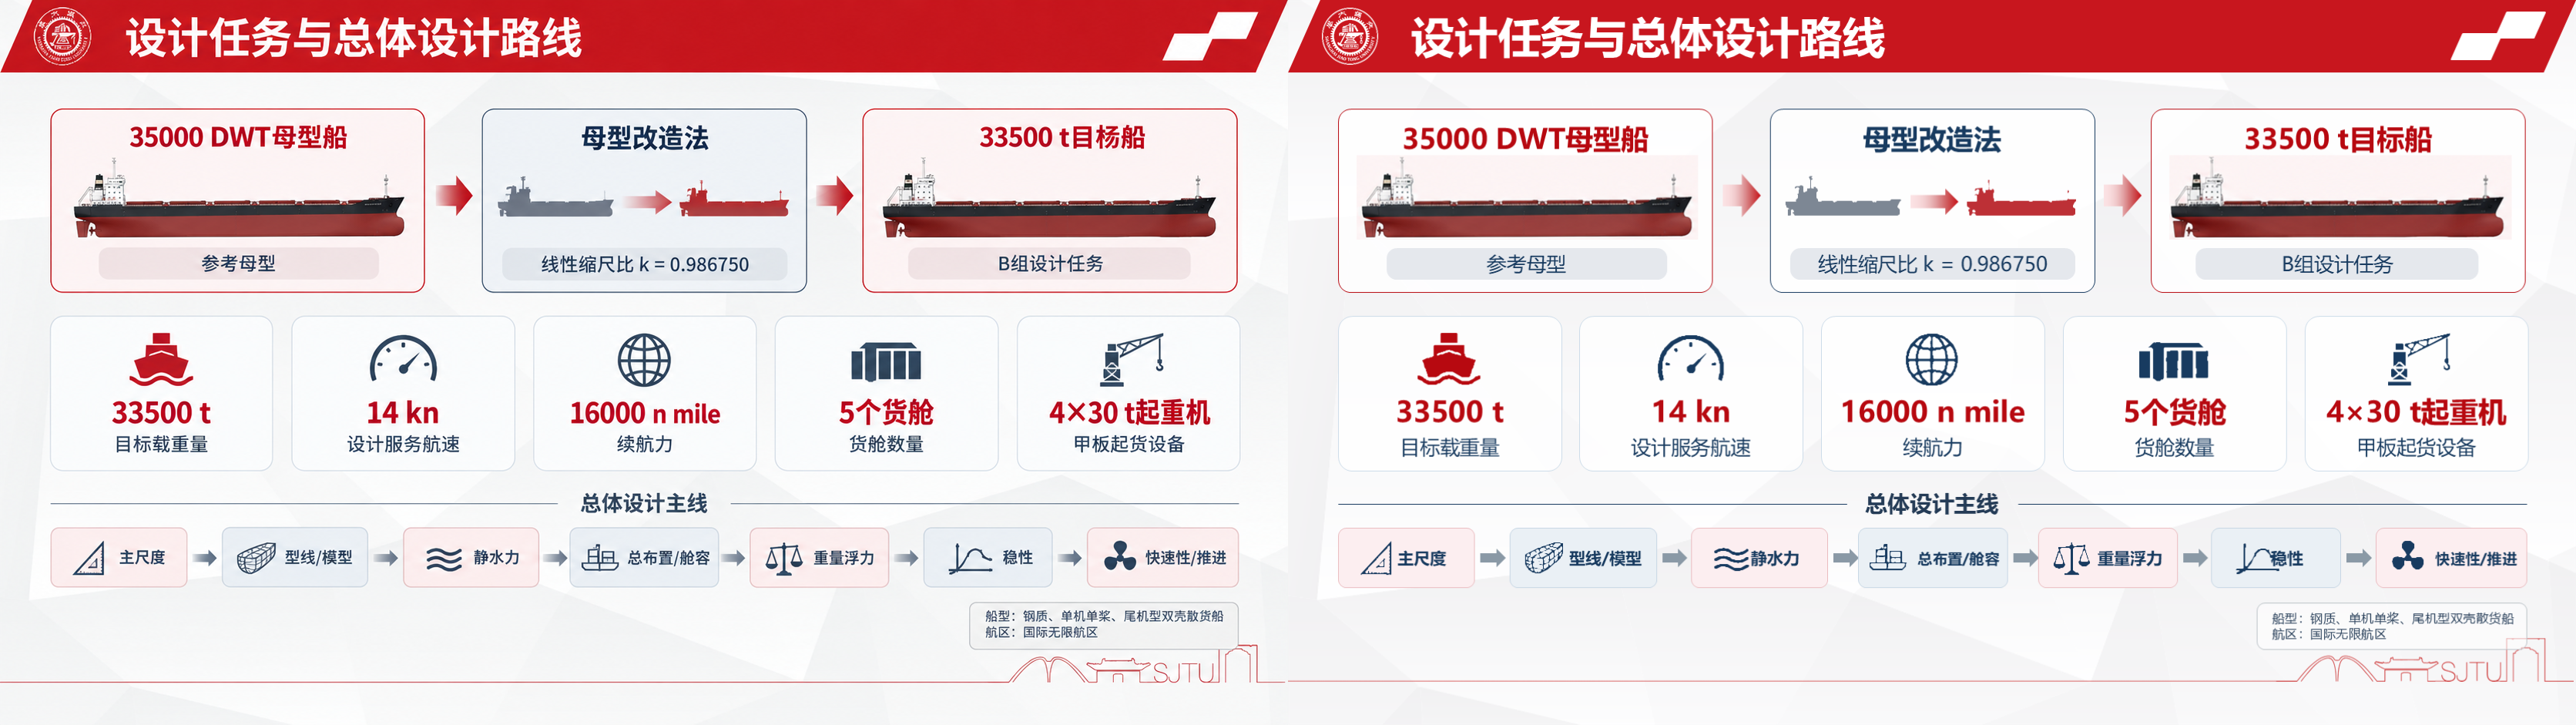 设计任务与总体设计路线
35000 DWT母型船
参考母型
母型改造法
线性缩尺比 k = 0.986750
33500 t目杨船
B组设计任务
33500 t
目标载重量
14 kn
设计服务航速
16000 n mile
续航力
5个货舱
货舱数量
4×30 t起重机
甲板起货设备
总体设计主线
主尺度
型线/模型
静水力
总布置/舱容
重量浮力
稳性
快速性/推进
船型：钢质、单机单桨、尾机型双壳散货船
航区：国际无限航区
SJTU
设计任务与总体设计路线
35000 DWT母型船
参考母型
母型改造法
线性缩尺比 k = 0.986750
33500 t目标船
B组设计任务
33500 t
目标载重量
14 kn
设计服务航速
16000 n mile
续航力
5个货舱
货舱数量
4×30 t起重机
甲板起货设备
总体设计主线
主尺度
型线/模型
静水力
总布置/舱容
重量浮力
稳性
快速性/推进
船型：钢质、单机单桨、尾机型双壳散货船
航区：国际无限航区
SJTU